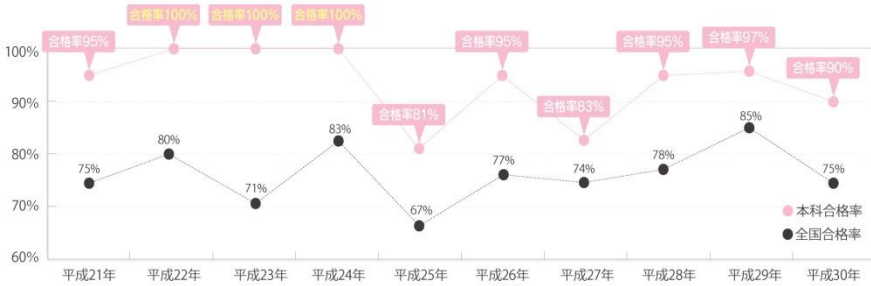 合格率100% 合格率100% 合格率100%
合格率95% 合格率95% 合格率95% 合格率97%
100%
合格率90%
90%
合格率81% 合格率83%
80% 83% 85%
80%
75% 71% 77% 74% 78% 75%
70%
67%
本科合格率
全国合格率
60%
平成21年 平成22年 平成23年 平成24年 平成25年 平成26年 平成27年 平成28年 平成29年 平成30年